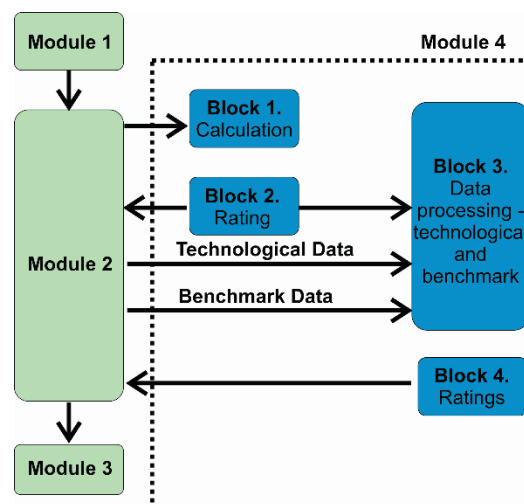 Module 1
Module 4
Block 1.
Calculation
Block 2.
Rating
Block 3.
Data
processing -
technological
and
benchmark
Module 2
Technological Data
Benchmark Data
Block 4.
Ratings
Module 3